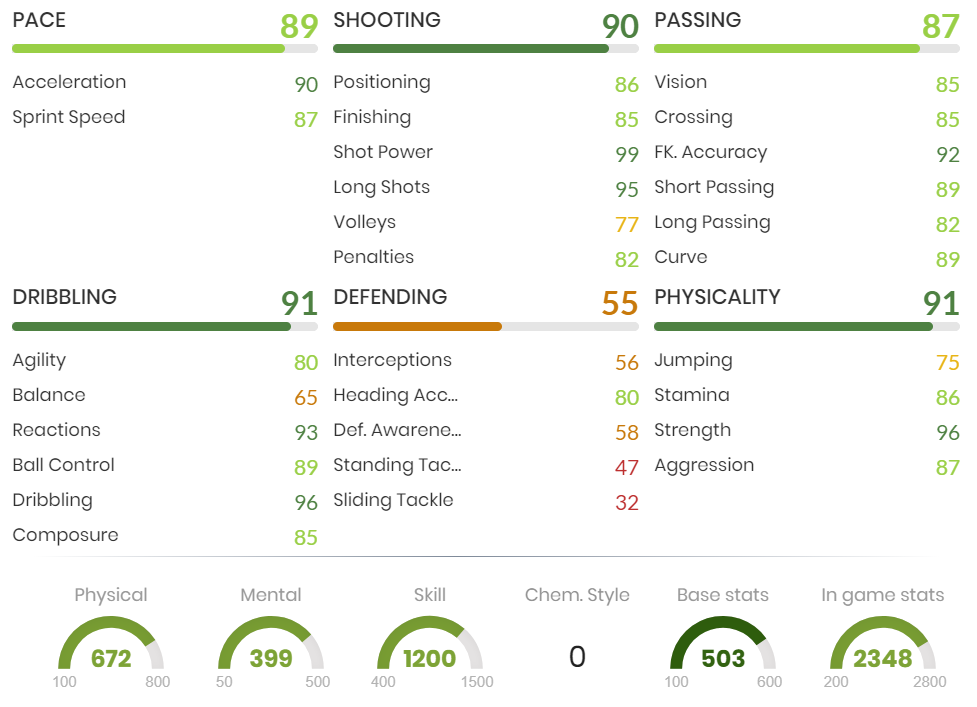 PACE 89
Acceleration 90
Sprint Speed 87
SHOOTING 90
Positioning 86
Finishing 85
Shot Power 99
Long Shots 95
Volleys 77
Penalties 82
PASSING 87
Vision 85
Crossing 85
FK. Accuracy 92
Short Passing 89
Long Passing 82
Curve 89
DRIBBLING 91
Agility 80
Balance 65
Reactions 93
Ball Control 89
Dribbling 96
Composure 85
DEFENDING 55
Interceptions 56
Heading Acc... 80
Def. Awarene... 58
Standing Tac... 47
Sliding Tackle 32
PHYSICALITY 91
Jumping 75
Stamina 86
Strength 96
Aggression 87
Physical
672
100 800
Mental
399
50 500
Skill
1200
400 1500
Chem. Style
0
Base stats
503
100 600
In game stats
2348
200 2800